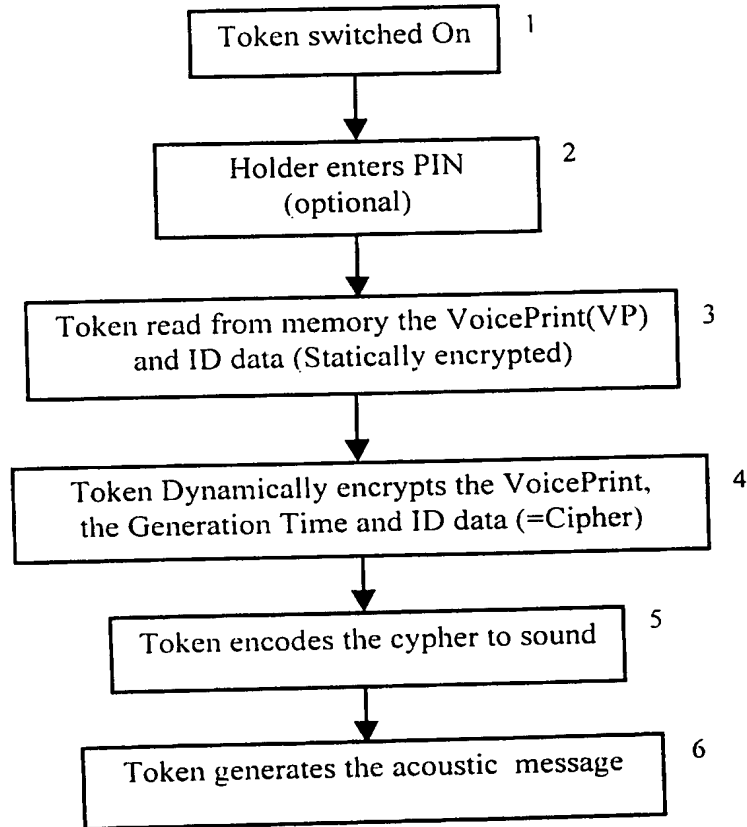 Token switched On
1
Holder enters PIN
(optional)
2
Token read from memory the VoicePrint(VP)
and ID data (Statically encrypted)
3
Token Dynamically encrypts the VoicePrint,
the Generation Time and ID data (=Cipher)
4
Token encodes the cypher to sound
5
Token generates the acoustic message
6